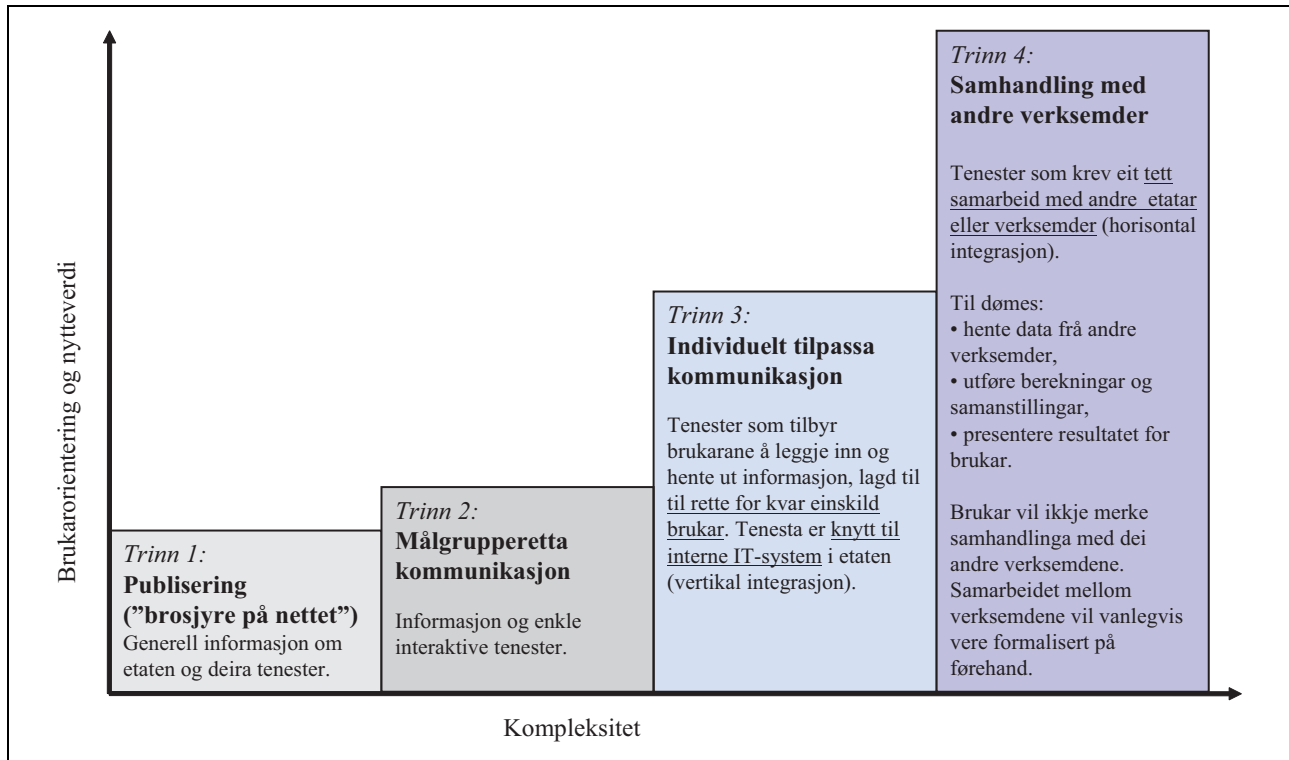 Brukarorientering og nytteverdi
Trinn 1:
Publisering
(”brosjyre på nettet”)
Generell informasjon om
etaten og deira tenester.
Trinn 2:
Målgrupperetta
kommunikasjon
Informasjon og enkle
interaktive tenester.
Trinn 3:
Individuelt tilpassa
kommunikasjon
Tenester som tilbyr
brukarane å leggje inn og
hente ut informasjon, lagd til
til rette for kvar einskild
brukar. Tenesta er knytt til
interne IT-system i etaten
(vertikal integrasjon).
Trinn 4:
Samhandling med
andre verksemder
Tenester som krev eit tett
samarbeid med andre etatar
eller verksemder (horisontal
integrasjon).
Til dømes:
• hente data frå andre
verksemder,
• utføre berekningar og
samanstillingar,
• presentere resultatet for
brukar.
Brukar vil ikkje merke
samhandlinga med dei
andre verksemdene.
Samarbeidet mellom
verksemdene vil vanlegvis
vere formalisert på
førehand.
Kompleksitet